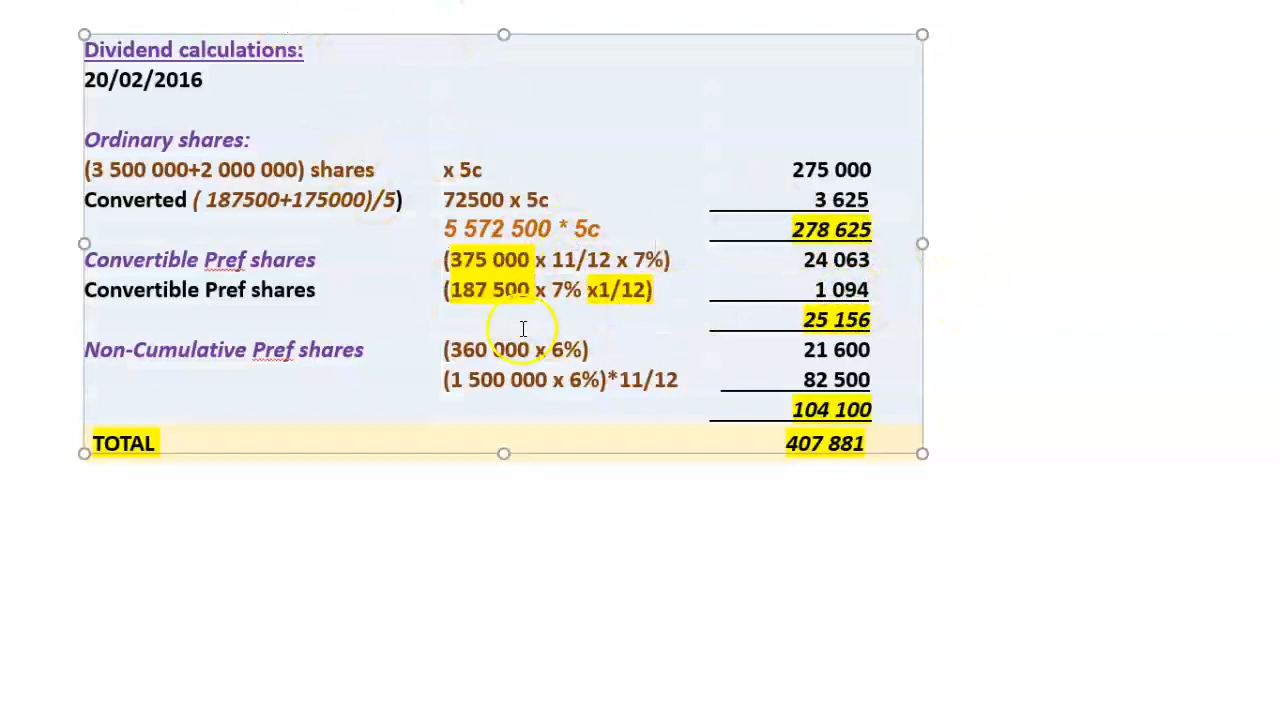 Dividend calculations:
20/02/2016
Ordinary shares:
(3 500 000+2 000 000) shares x 5c 275 000
Converted ( 187500+175000)/5) 72500 x 5c 3 625
5 572 500 * 5c 278 625
Convertible Pref shares (375 000 x 11/12 x 7%) 24 063
Convertible Pref shares (187 500 x 7% x1/12) 1 094
25 156
Non-Cumulative Pref shares (360 000 x 6%) 21 600
(1 500 000 x 6%)*11/12 82 500
104 100
TOTAL 407 881